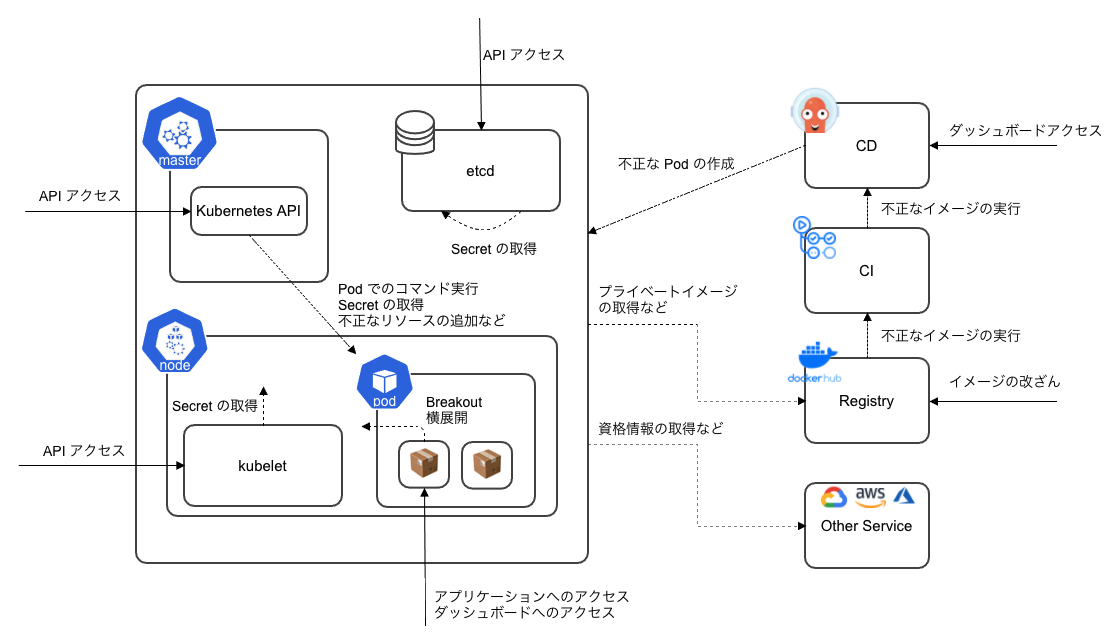 API アクセス
master
etcd
API アクセス
Kubernetes API
Secret の取得
Pod でのコマンド実行
Secret の取得
不正なリソースの追加など
node
pod
Secret の取得
Breakout
横展開
API アクセス
kubelet
アプリケーションへのアクセス
ダッシュボードへのアクセス
不正な Pod の作成
CD
ダッシュボードアクセス
不正なイメージの実行
CI
プライベートイメージ
の取得など
不正なイメージの実行
docker hub
Registry
イメージの改ざん
資格情報の取得など
aws
Other Service